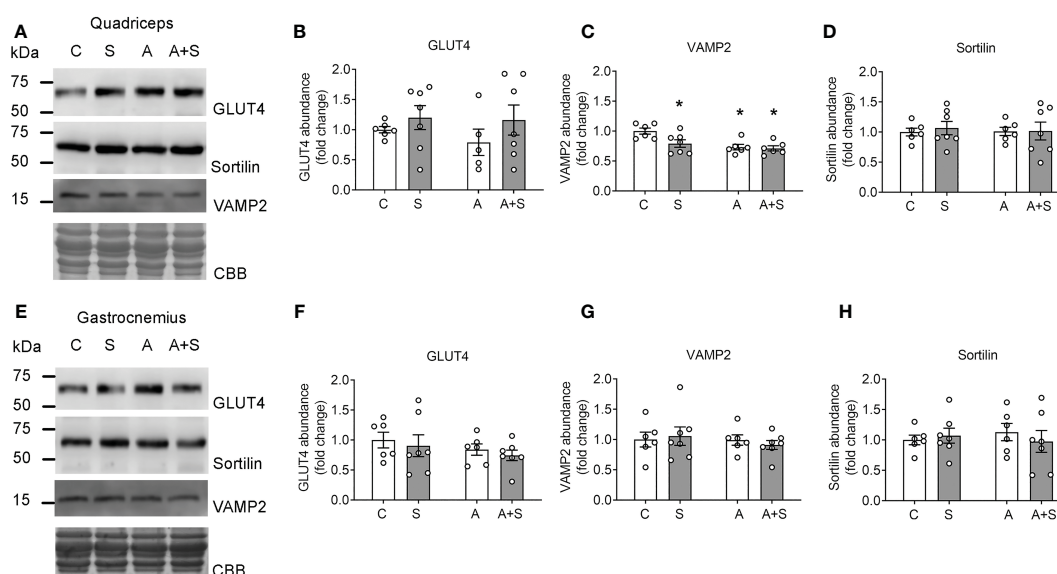 A
Quadriceps
kDa
C S A A+S
75
50
GLUT4
75
50
Sortilin
15
VAMP2
CBB
B
GLUT4
GLUT4 abundance
(fold change)
2.0
1.5
1.0
0.5
0.0
C S A A+S
C
VAMP2
VAMP2 abundance
(fold change)
2.0
1.5
1.0
0.5
0.0
* * *
C S A A+S
D
Sortilin
Sortilin abundance
(fold change)
2.0
1.5
1.0
0.5
0.0
C S A A+S
E
Gastrocnemius
kDa
C S A A+S
75
50
GLUT4
75
50
Sortilin
15
VAMP2
CBB
F
GLUT4
GLUT4 abundance
(fold change)
2.0
1.5
1.0
0.5
0.0
C S A A+S
G
VAMP2
VAMP2 abundance
(fold change)
2.0
1.5
1.0
0.5
0.0
C S A A+S
H
Sortilin
Sortilin abundance
(fold change)
2.0
1.5
1.0
0.5
0.0
C S A A+S